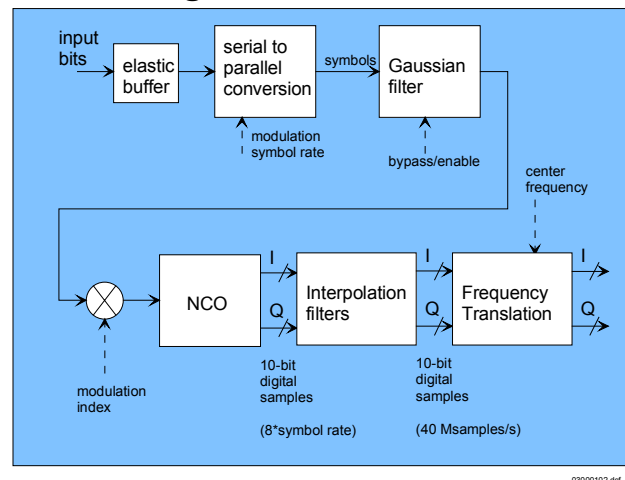 input
bits
elastic
buffer
serial to
parallel
conversion
symbols
Gaussian
filter
modulation
symbol rate
bypass/enable
center
frequency
NCO
I
Q
Interpolation
filters
I
Q
Frequency
Translation
I
Q
modulation
index
10-bit
digital
samples
(8*symbol rate)
10-bit
digital
samples
(40 Msamples/s)